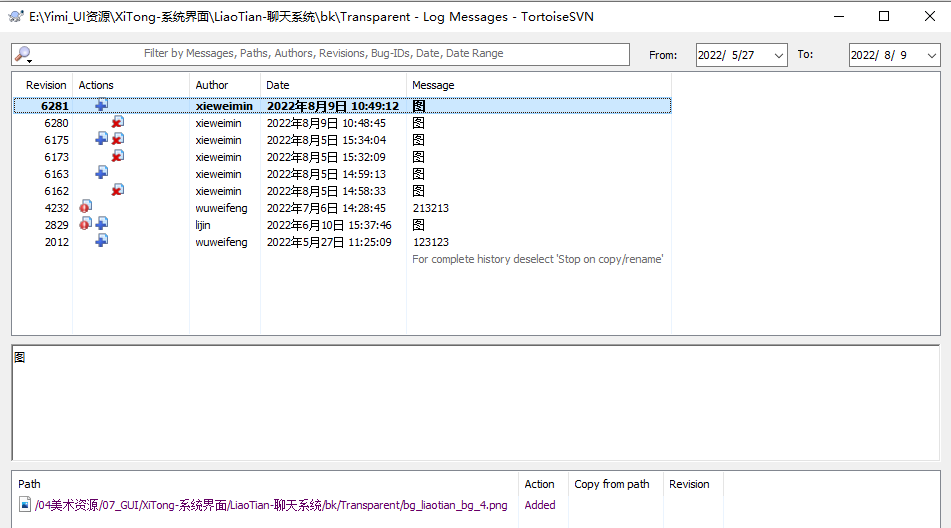 E:\Yimi_UI资源\XiTong-系统界面\LiaoTian-聊天系统\bk\Transparent - Log Messages - TortoiseSVN
Filter by Messages, Paths, Authors, Revisions, Bug-IDs, Date, Date Range From: 2022/ 5/27 To: 2022/ 8/ 9
Revision Actions Author Date Message
6281 xieweimin 2022年8月9日 10:49:12 图
6280 xieweimin 2022年8月9日 10:48:45 图
6175 xieweimin 2022年8月5日 15:34:04 图
6173 xieweimin 2022年8月5日 15:32:09 图
6163 xieweimin 2022年8月5日 14:59:13 图
6162 xieweimin 2022年8月5日 14:58:33 图
4232 wuweifeng 2022年7月6日 14:28:45 213213
2829 lijin 2022年6月10日 15:37:46 图
2012 wuweifeng 2022年5月27日 11:25:09 123123
For complete history deselect 'Stop on copy/rename'
图
Path Action Copy from path Revision
/04美术资源/07_GUI/XiTong-系统界面/LiaoTian-聊天系统/bk/Transparent/bg_liaotian_bg_4.png Added